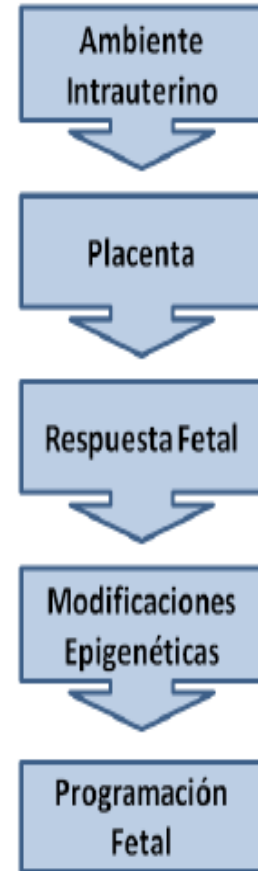 Ambiente
Intrauterino
Placenta
Respuesta Fetal
Modificaciones
Epigenéticas
Programación
Fetal